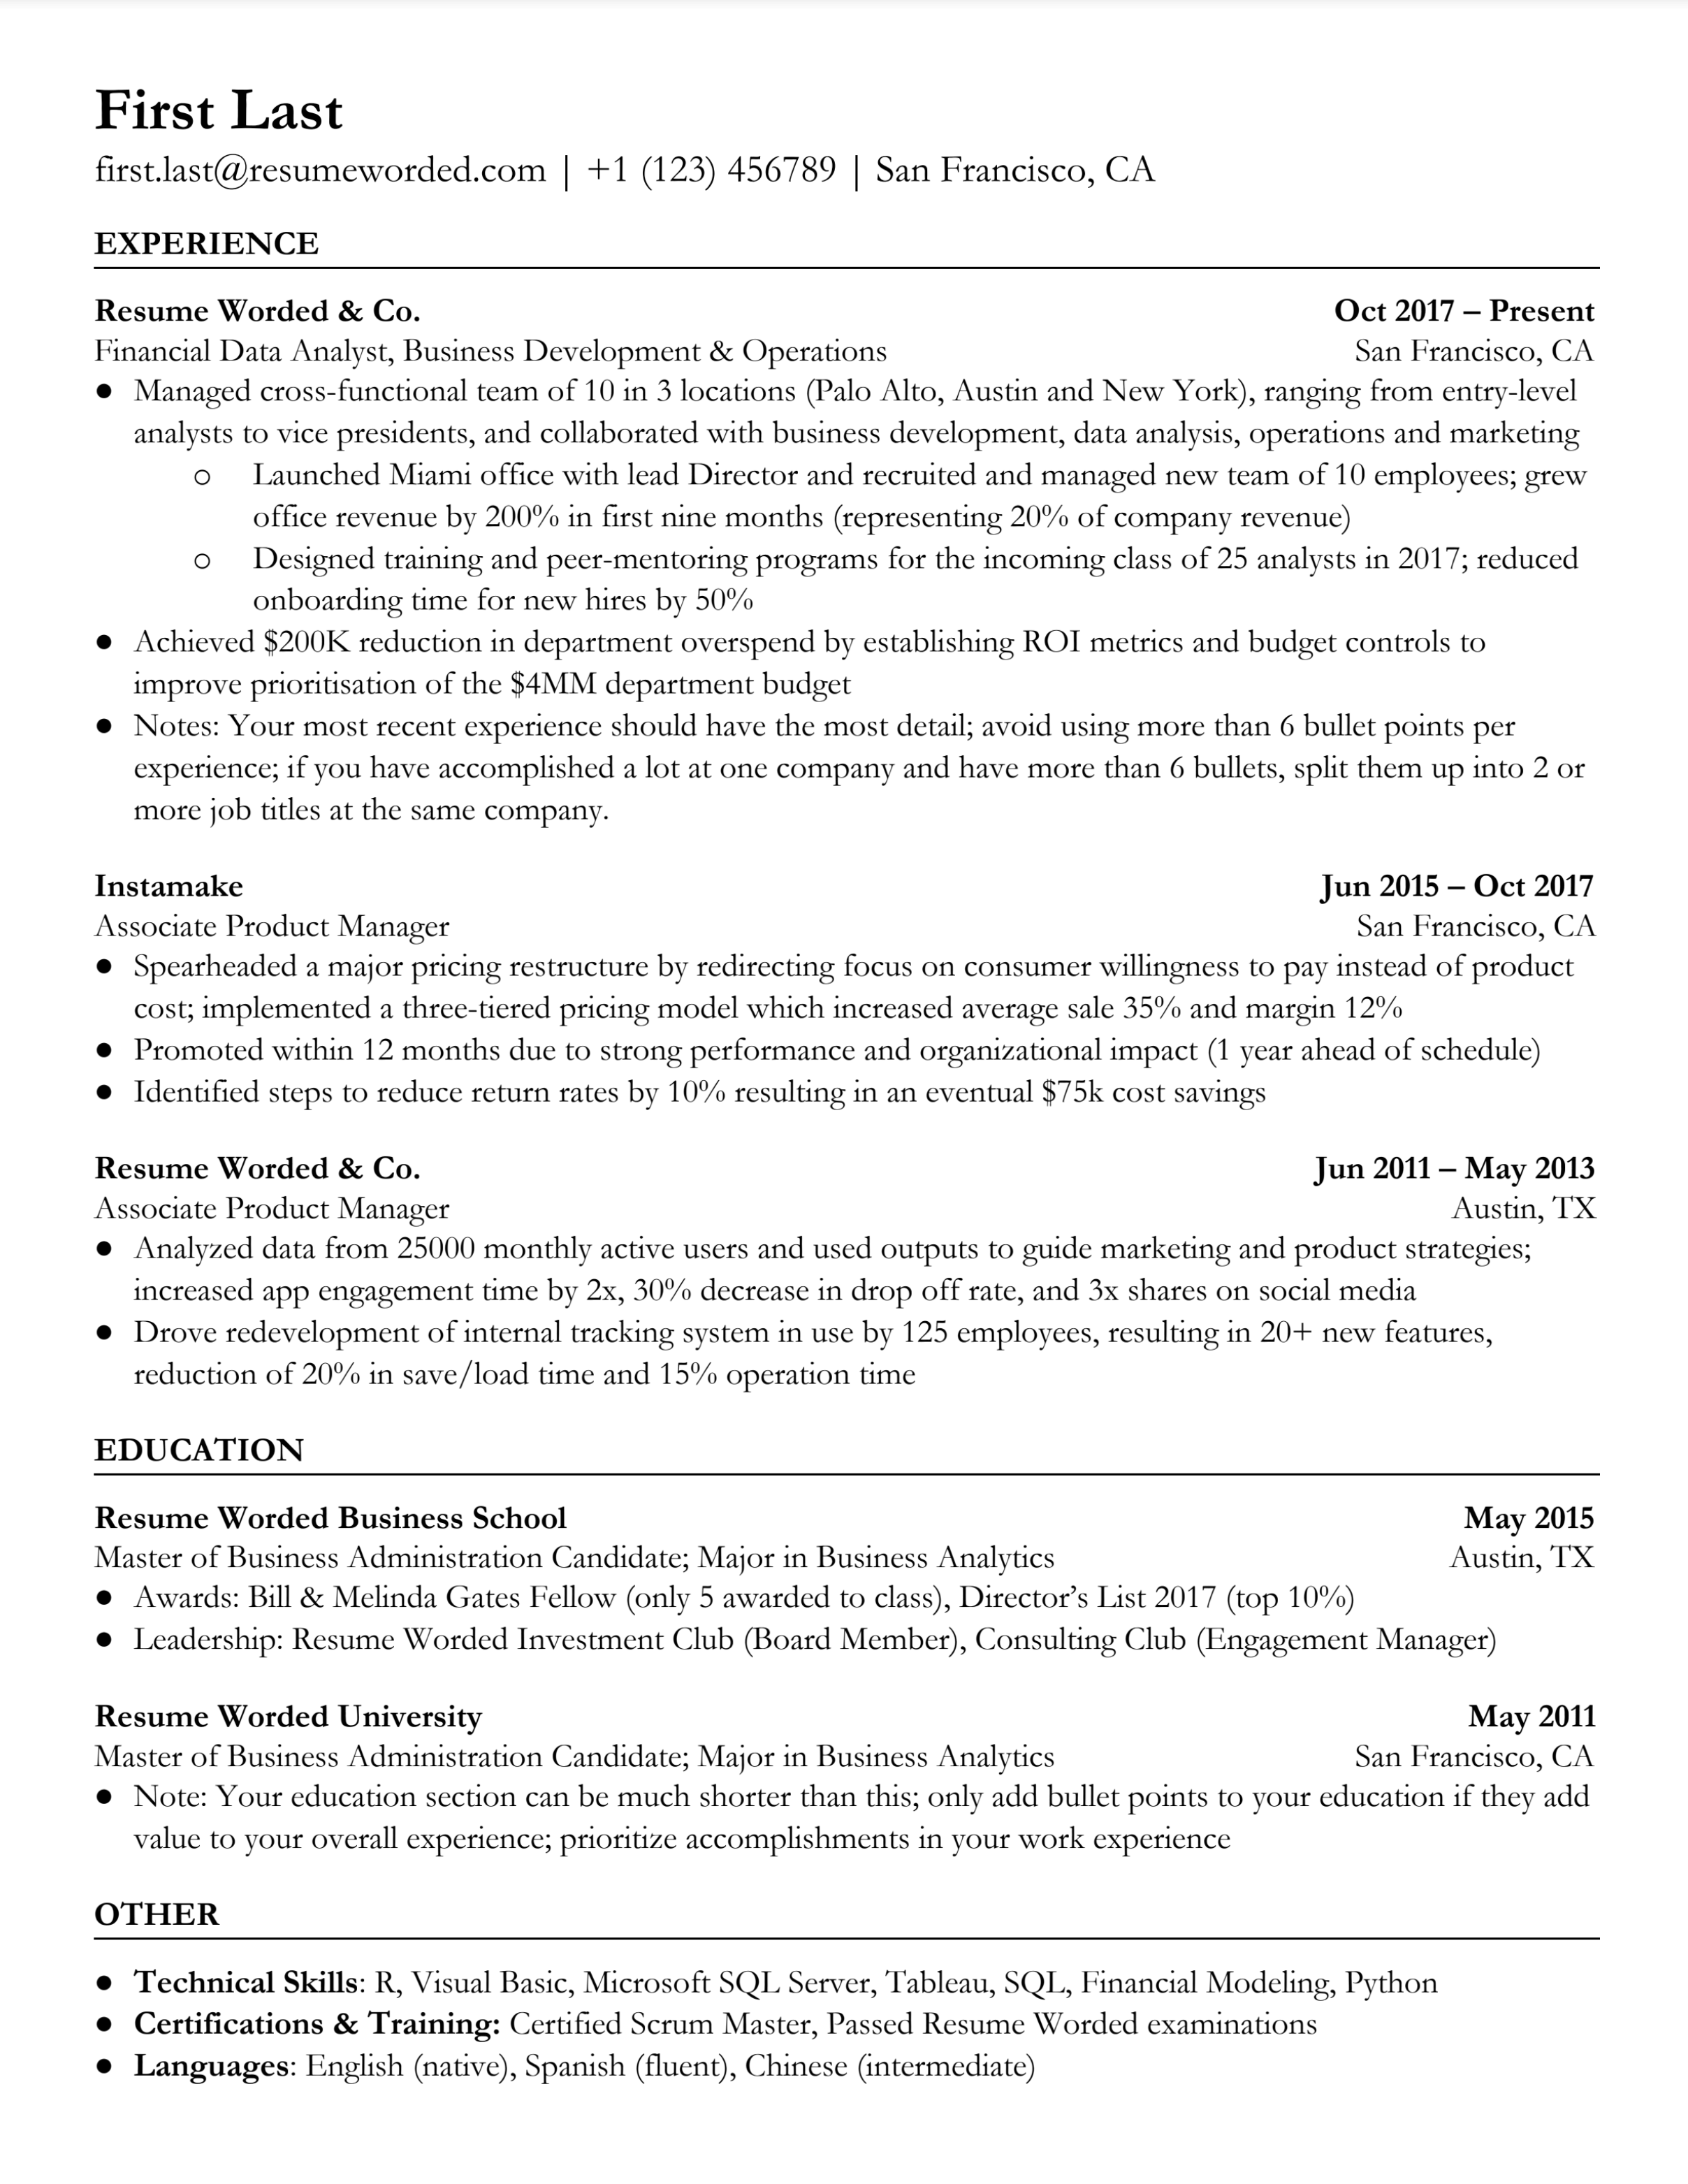 First Last
first.last@resumeworded.com | +1 (123) 456789 | San Francisco, CA
EXPERIENCE
Resume Worded & Co. Oct 2017 – Present
Financial Data Analyst, Business Development & Operations San Francisco, CA
● Managed cross-functional team of 10 in 3 locations (Palo Alto, Austin and New York), ranging from entry-level
analysts to vice presidents, and collaborated with business development, data analysis, operations and marketing
○ Launched Miami office with lead Director and recruited and managed new team of 10 employees; grew
office revenue by 200% in first nine months (representing 20% of company revenue)
○ Designed training and peer-mentoring programs for the incoming class of 25 analysts in 2017; reduced
onboarding time for new hires by 50%
● Achieved $200K reduction in department overspend by establishing ROI metrics and budget controls to
improve prioritisation of the $4MM department budget
● Notes: Your most recent experience should have the most detail; avoid using more than 6 bullet points per
experience; if you have accomplished a lot at one company and have more than 6 bullets, split them up into 2 or
more job titles at the same company.
Instamake Jun 2015 – Oct 2017
Associate Product Manager San Francisco, CA
● Spearheaded a major pricing restructure by redirecting focus on consumer willingness to pay instead of product
cost; implemented a three-tiered pricing model which increased average sale 35% and margin 12%
● Promoted within 12 months due to strong performance and organizational impact (1 year ahead of schedule)
● Identified steps to reduce return rates by 10% resulting in an eventual $75k cost savings
Resume Worded & Co. Jun 2011 – May 2013
Associate Product Manager Austin, TX
● Analyzed data from 25000 monthly active users and used outputs to guide marketing and product strategies;
increased app engagement time by 2x, 30% decrease in drop off rate, and 3x shares on social media
● Drove redevelopment of internal tracking system in use by 125 employees, resulting in 20+ new features,
reduction of 20% in save/load time and 15% operation time
EDUCATION
Resume Worded Business School May 2015
Master of Business Administration Candidate; Major in Business Analytics Austin, TX
● Awards: Bill & Melinda Gates Fellow (only 5 awarded to class), Director’s List 2017 (top 10%)
● Leadership: Resume Worded Investment Club (Board Member), Consulting Club (Engagement Manager)
Resume Worded University May 2011
Master of Business Administration Candidate; Major in Business Analytics San Francisco, CA
● Note: Your education section can be much shorter than this; only add bullet points to your education if they add
value to your overall experience; prioritize accomplishments in your work experience
OTHER
● Technical Skills: R, Visual Basic, Microsoft SQL Server, Tableau, SQL, Financial Modeling, Python
● Certifications & Training: Certified Scrum Master, Passed Resume Worded examinations
● Languages: English (native), Spanish (fluent), Chinese (intermediate)